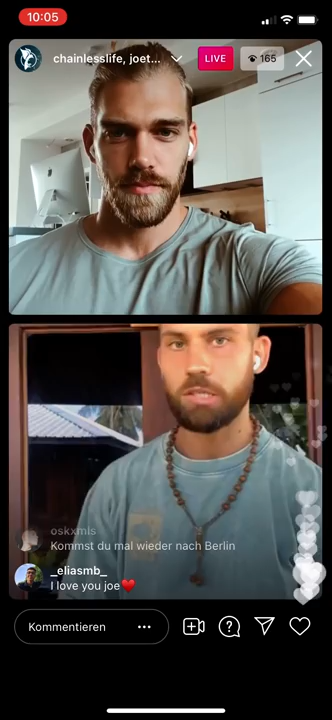 10:05
chainlesslife, joet...
LIVE
165
oskxmls
Kommst du mal wieder nach Berlin
_eliasmb_
I love you joe❤️
Kommentieren